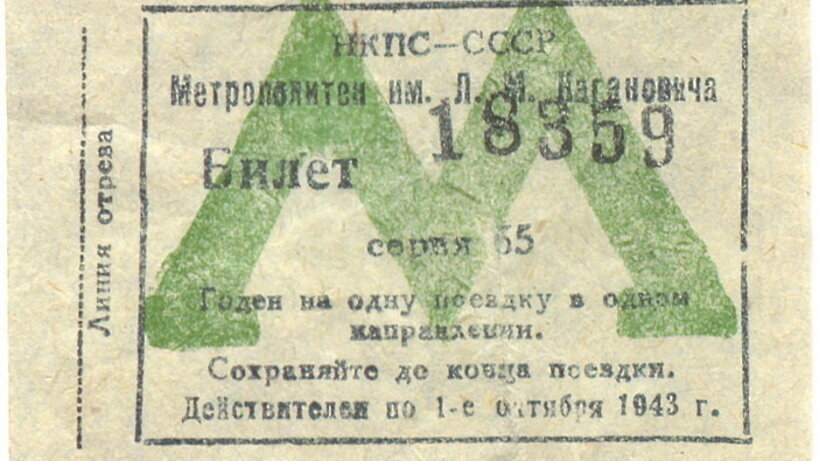 НКПС—СССР
Метрополитен им. Л. М. Кагановича
18359
Билет
серия 55
Годен на одну поездку в одном
направлении.
Сохраняйте до конца поездки.
Действителен по 1-е октября 1943 г.
Линия отрева
М